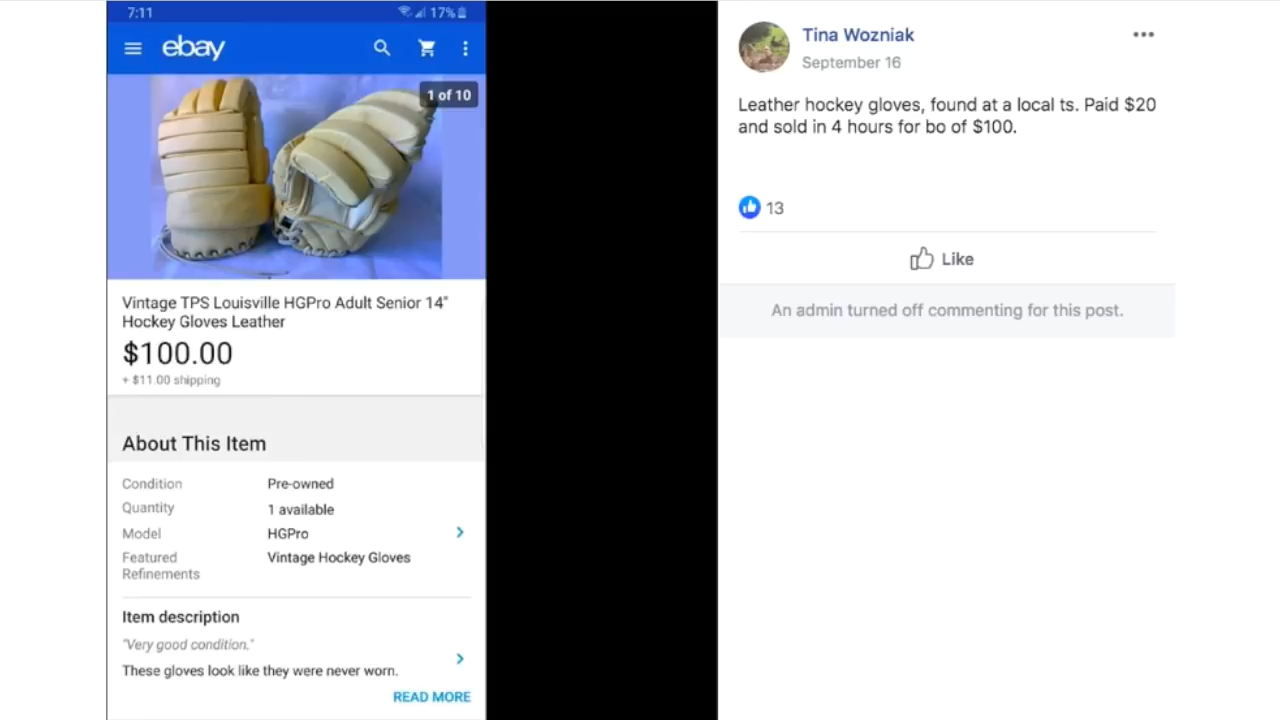 7:11
17%
ebay
1 of 10
Vintage TPS Louisville HGPro Adult Senior 14"
Hockey Gloves Leather
$100.00
+ $11.00 shipping
About This Item
Condition Pre-owned
Quantity 1 available
Model HGPro
Featured Vintage Hockey Gloves
Refinements
Item description
"Very good condition."
These gloves look like they were never worn.
READ MORE
Tina Wozniak
September 16
Leather hockey gloves, found at a local ts. Paid $20
and sold in 4 hours for bo of $100.
13
Like
An admin turned off commenting for this post.